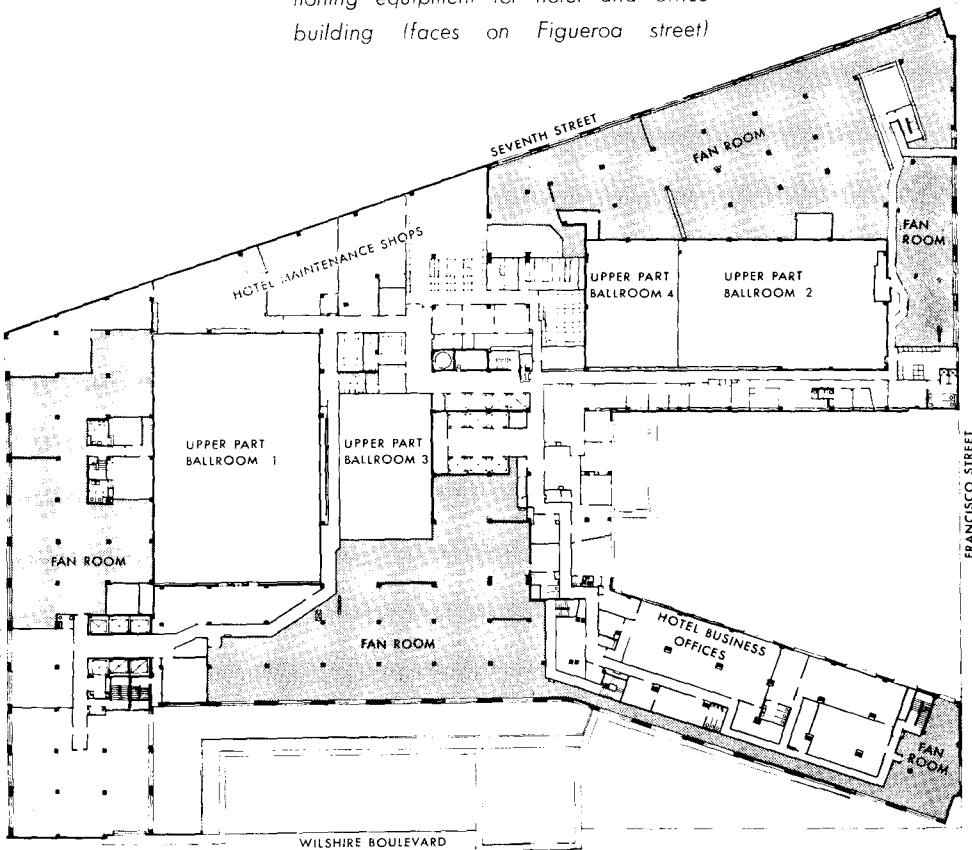 tioning equipment for hotel and office
building (faces on Figueroa street)
SEVENTH STREET
FAN ROOM
FAN
ROOM
HOTEL MAINTENANCE SHOPS
UPPER PART
BALLROOM 4
UPPER PART
BALLROOM 2
UPPER PART
BALLROOM 1
UPPER PART
BALLROOM 3
FRANCISCO STREET
FAN ROOM
FAN ROOM
HOTEL BUSINESS
OFFICES
FAN
ROOM
WILSHIRE BOULEVARD